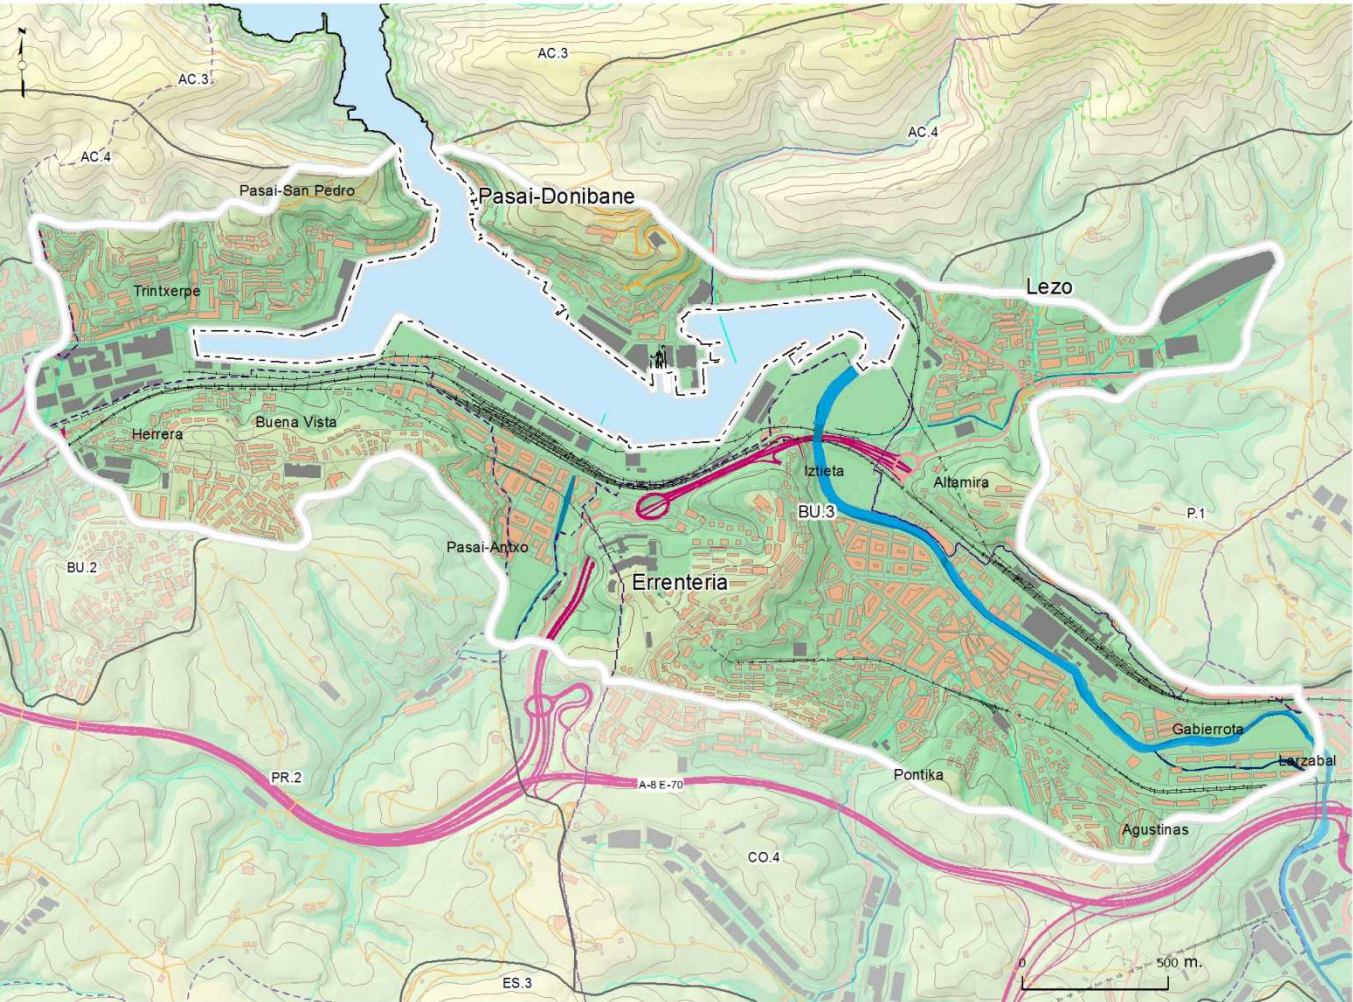 N
AC.3
AC.3
AC.4
AC.4
Pasai-San Pedro
Pasai-Donibane
Trintxerpe
Lezo
Herrera
Buena Vista
Iztieta
Altamira
BU.3
P.1
Pasai-Antxo
BU.2
Errenteria
Gabierrota
Larzabal
PR.2
Pontika
A-8 E-70
Agustinas
CO.4
0
500 m.
ES.3